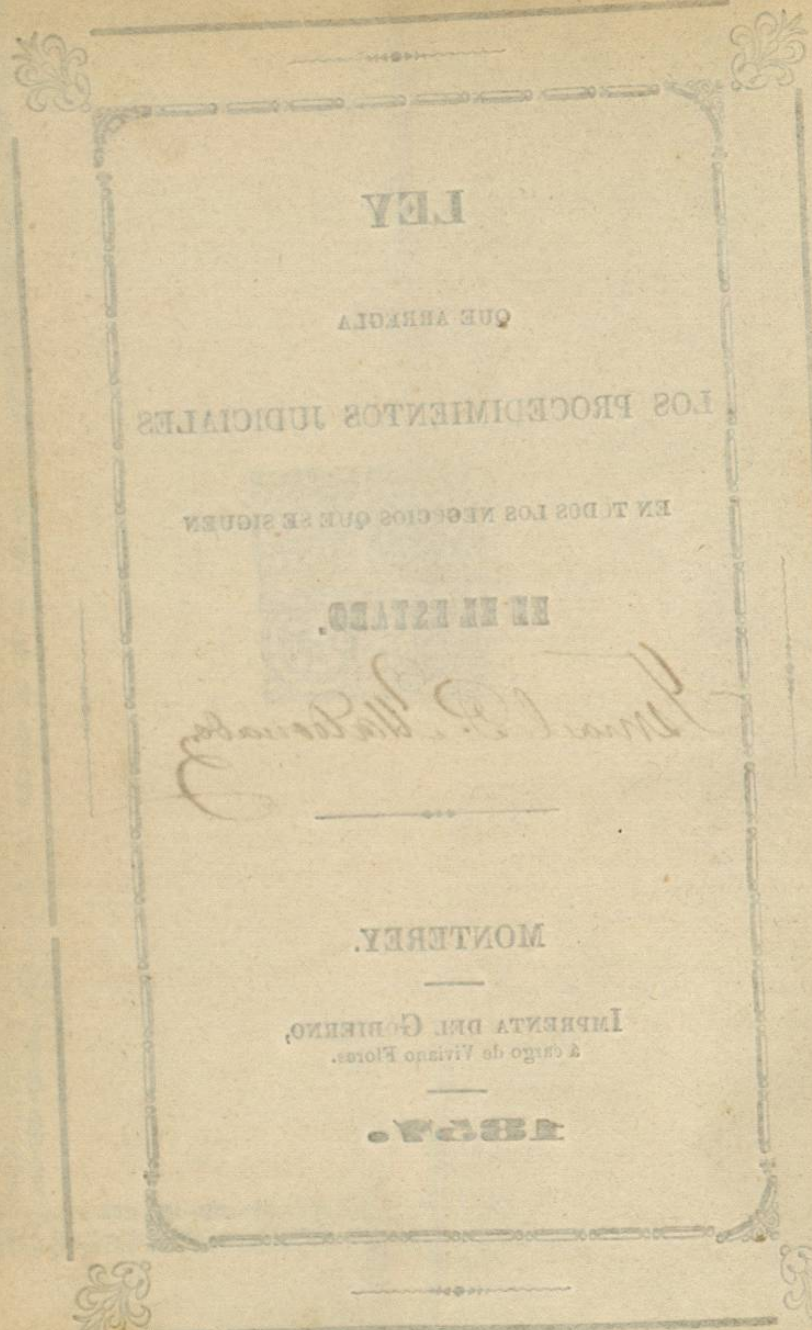 LEY
QUE ARREGLA
LOS PROCEDIMIENTOS JUDICIALES
EN TODOS LOS NEGOCIOS QUE SE SIGUEN
EN EL ESTADO.
MONTEREY.
IMPRENTA DEL GOBIERNO,
á cargo de Viviano Flores.
1857.